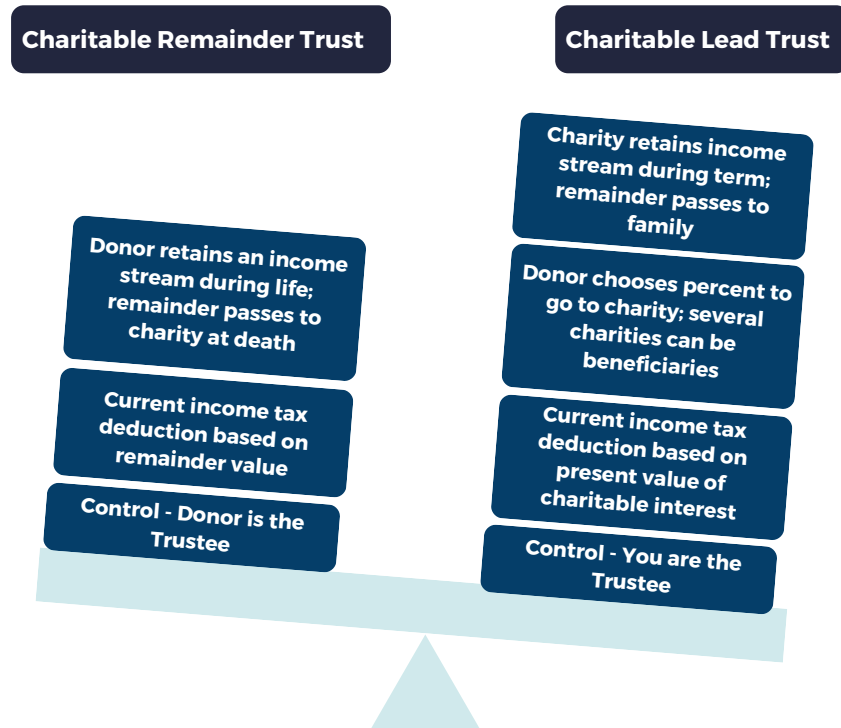 Charitable Remainder Trust
Charitable Lead Trust
Donor retains an income
stream during life;
remainder passes to
charity at death
Current income tax
deduction based on
remainder value
Control - Donor is the
Trustee
Charity retains income
stream during term;
remainder passes to
family
Donor chooses percent to
go to charity; several
charities can be
beneficiaries
Current income tax
deduction based on
present value of
charitable interest
Control - You are the
Trustee